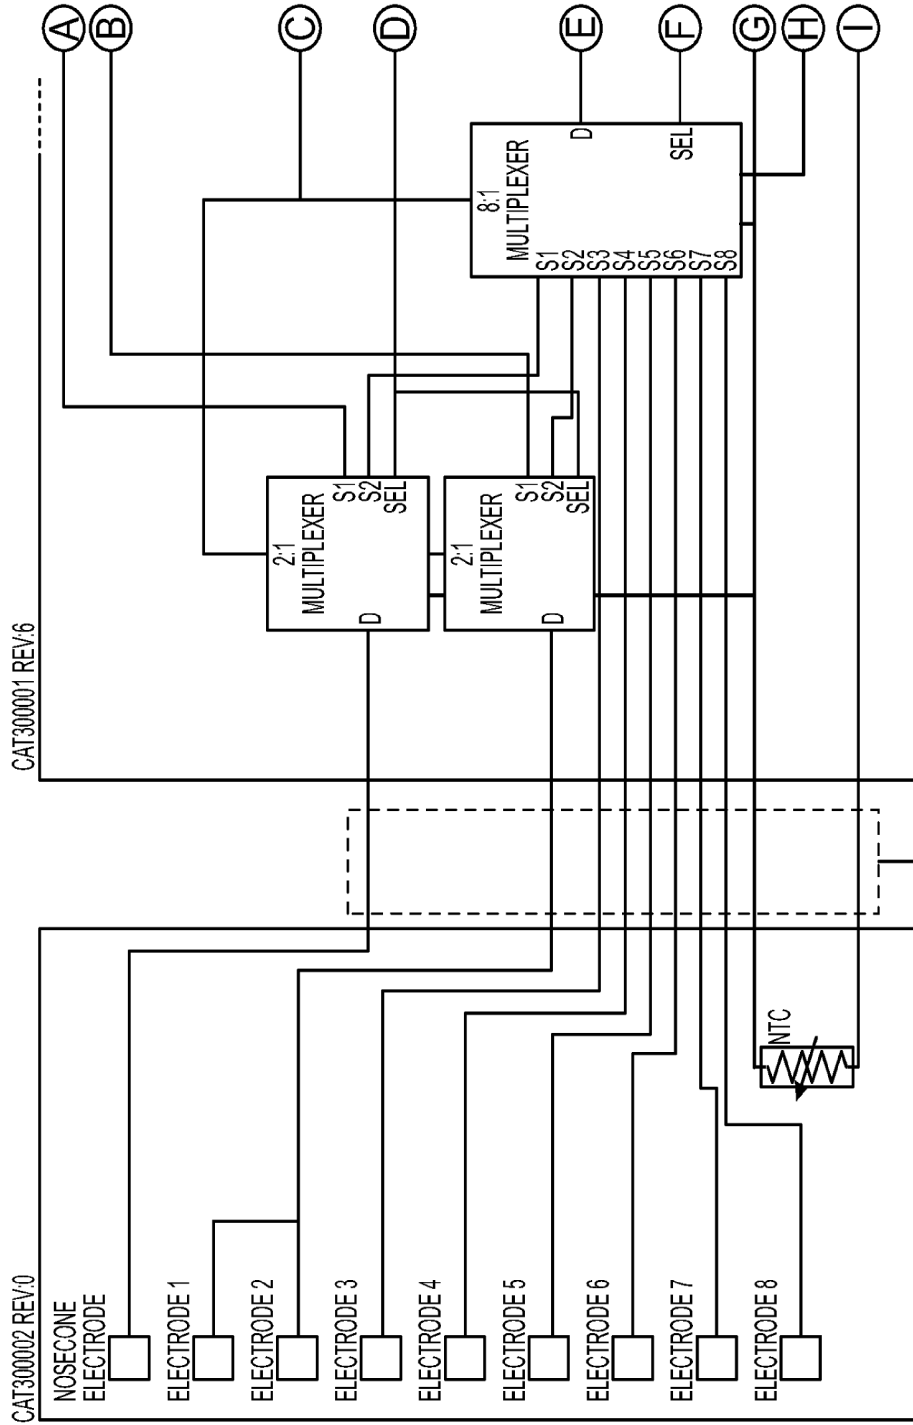 CAT300002 REV:0
NOSECONE
ELECTRODE
ELECTRODE 1
ELECTRODE 2
ELECTRODE 3
ELECTRODE 4
ELECTRODE 5
ELECTRODE 6
ELECTRODE 7
ELECTRODE 8
NTC
CAT300001 REV:6
2:1
MULTIPLEXER
D
S1
S2
SEL
2:1
MULTIPLEXER
D
S1
S2
SEL
8:1
MULTIPLEXER
S1
S2
S3
S4
S5
S6
S7
S8
D
SEL
A
B
C
D
E
F
G
H
I